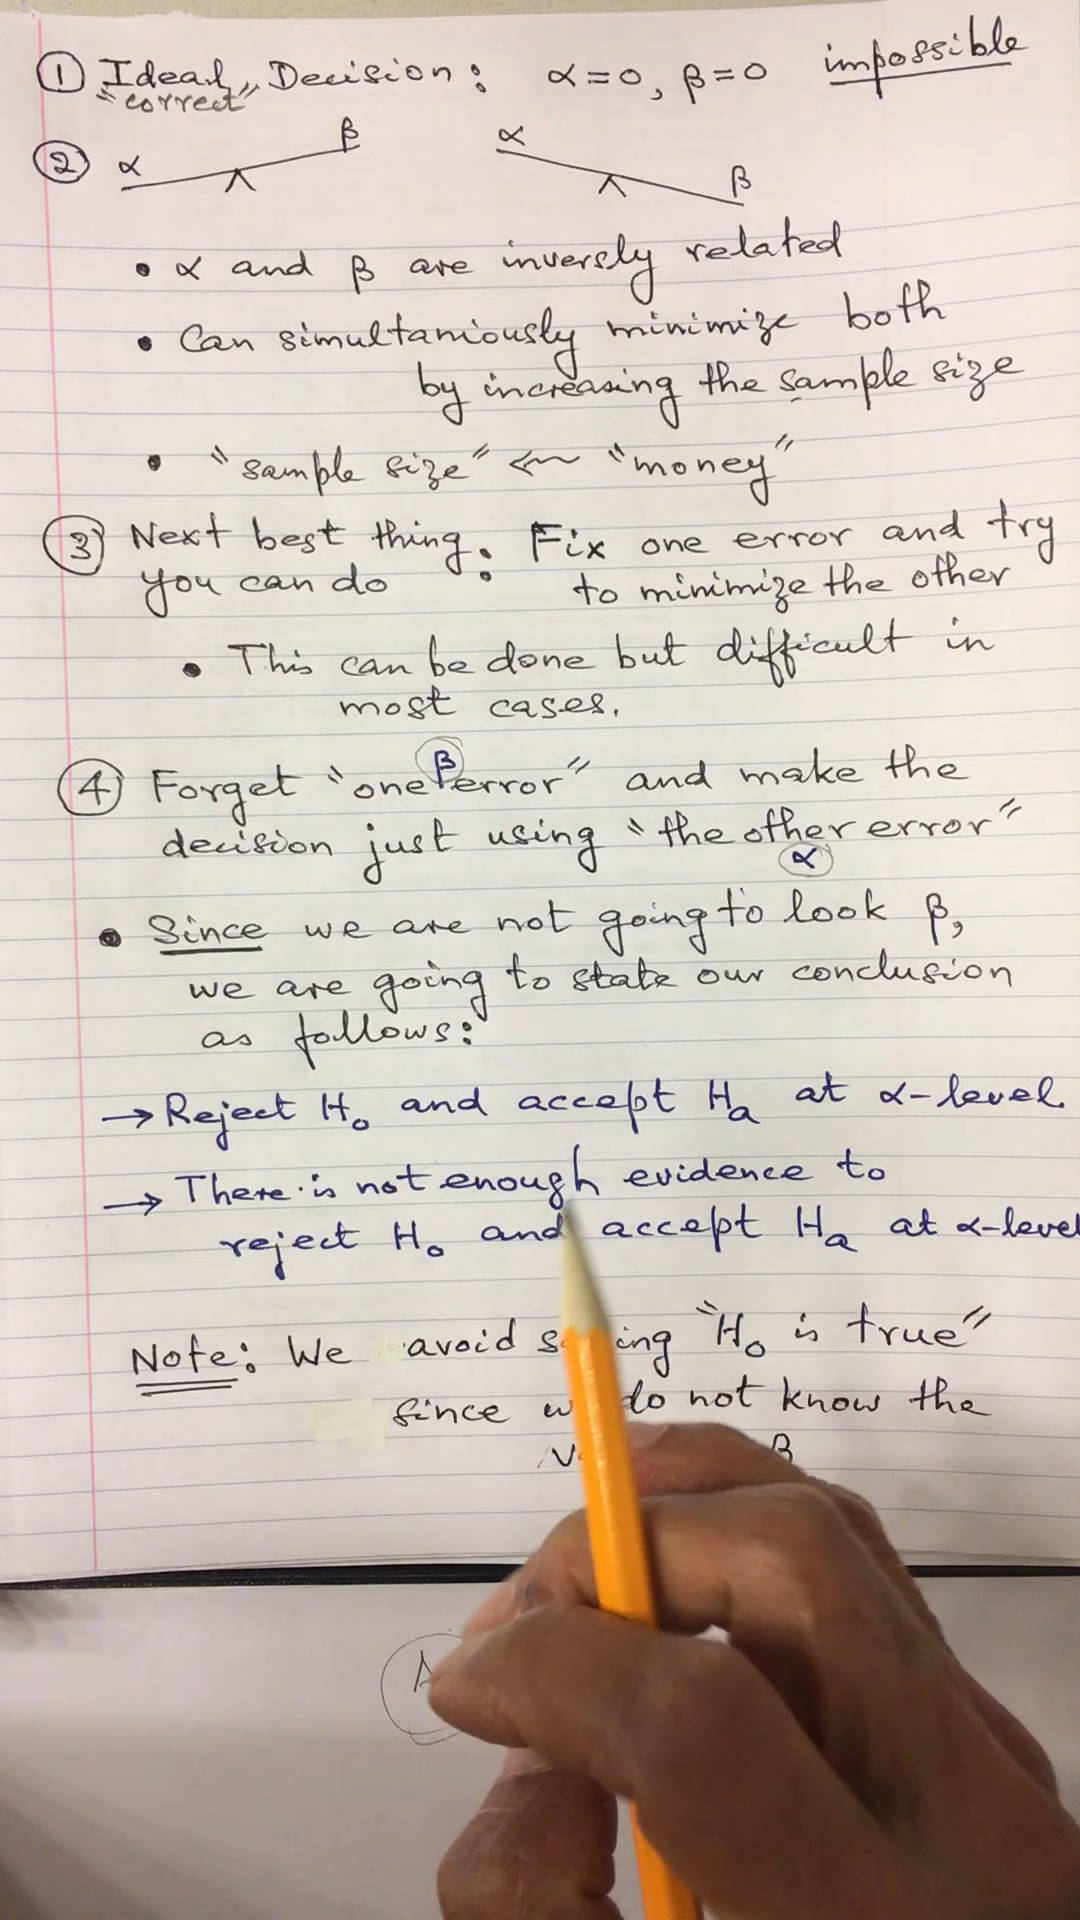 ① Ideal Decision: α=0, β=0 impossible
"correct"
② α β α β
• α and β are inversly related
• Can simultaniously minimize both
by increasing the sample size
• "sample size" ← "money"
③ Next best thing: Fix one error and try
you can do to minimize the other
• This can be done but difficult in
most cases.
β
④ Forget "one error" and make the
decision just using "the other error"
α
• Since we are not going to look β,
we are going to state our conclusion
as follows:
→ Reject H₀ and accept Hₐ at α-level.
→ There is not enough evidence to
reject H₀ and accept Hₐ at α-level
Note: We avoid "H₀ is true"
since do not know the
β
A